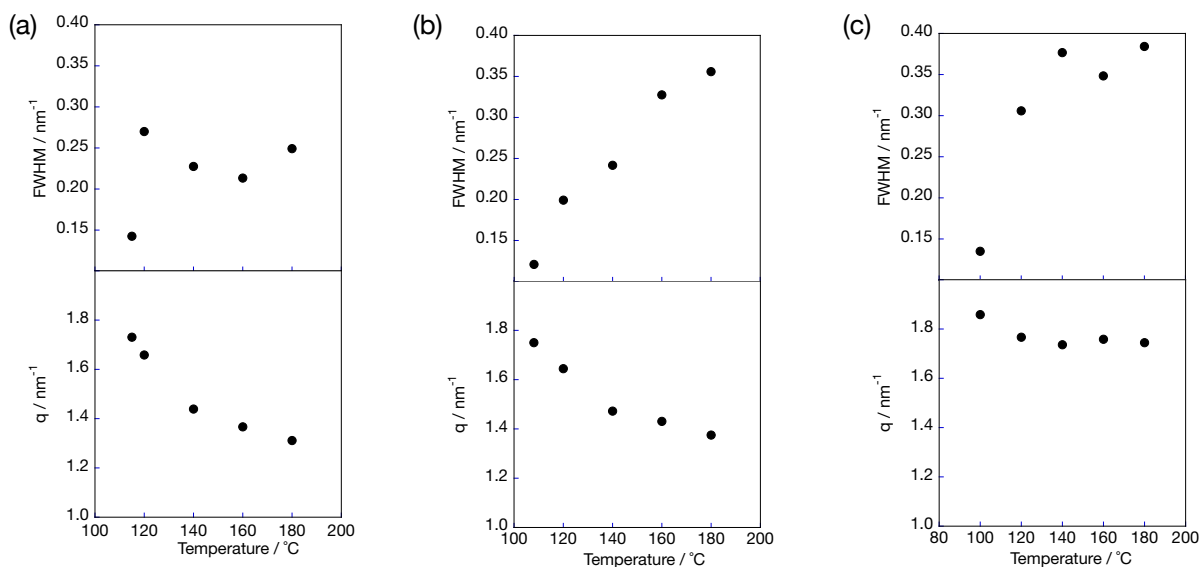 (a)
0.40
0.35
0.30
0.25
0.20
0.15
FWHM / nm⁻¹
1.8
1.6
1.4
1.2
1.0
q / nm⁻¹
100 120 140 160 180 200
Temperature / °C
(b)
0.40
0.35
0.30
0.25
0.20
0.15
FWHM / nm⁻¹
1.8
1.6
1.4
1.2
1.0
q / nm⁻¹
100 120 140 160 180 200
Temperature / °C
(c)
0.40
0.35
0.30
0.25
0.20
0.15
FWHM / nm⁻¹
1.8
1.6
1.4
1.2
1.0
q / nm⁻¹
80 100 120 140 160 180 200
Temperature / °C